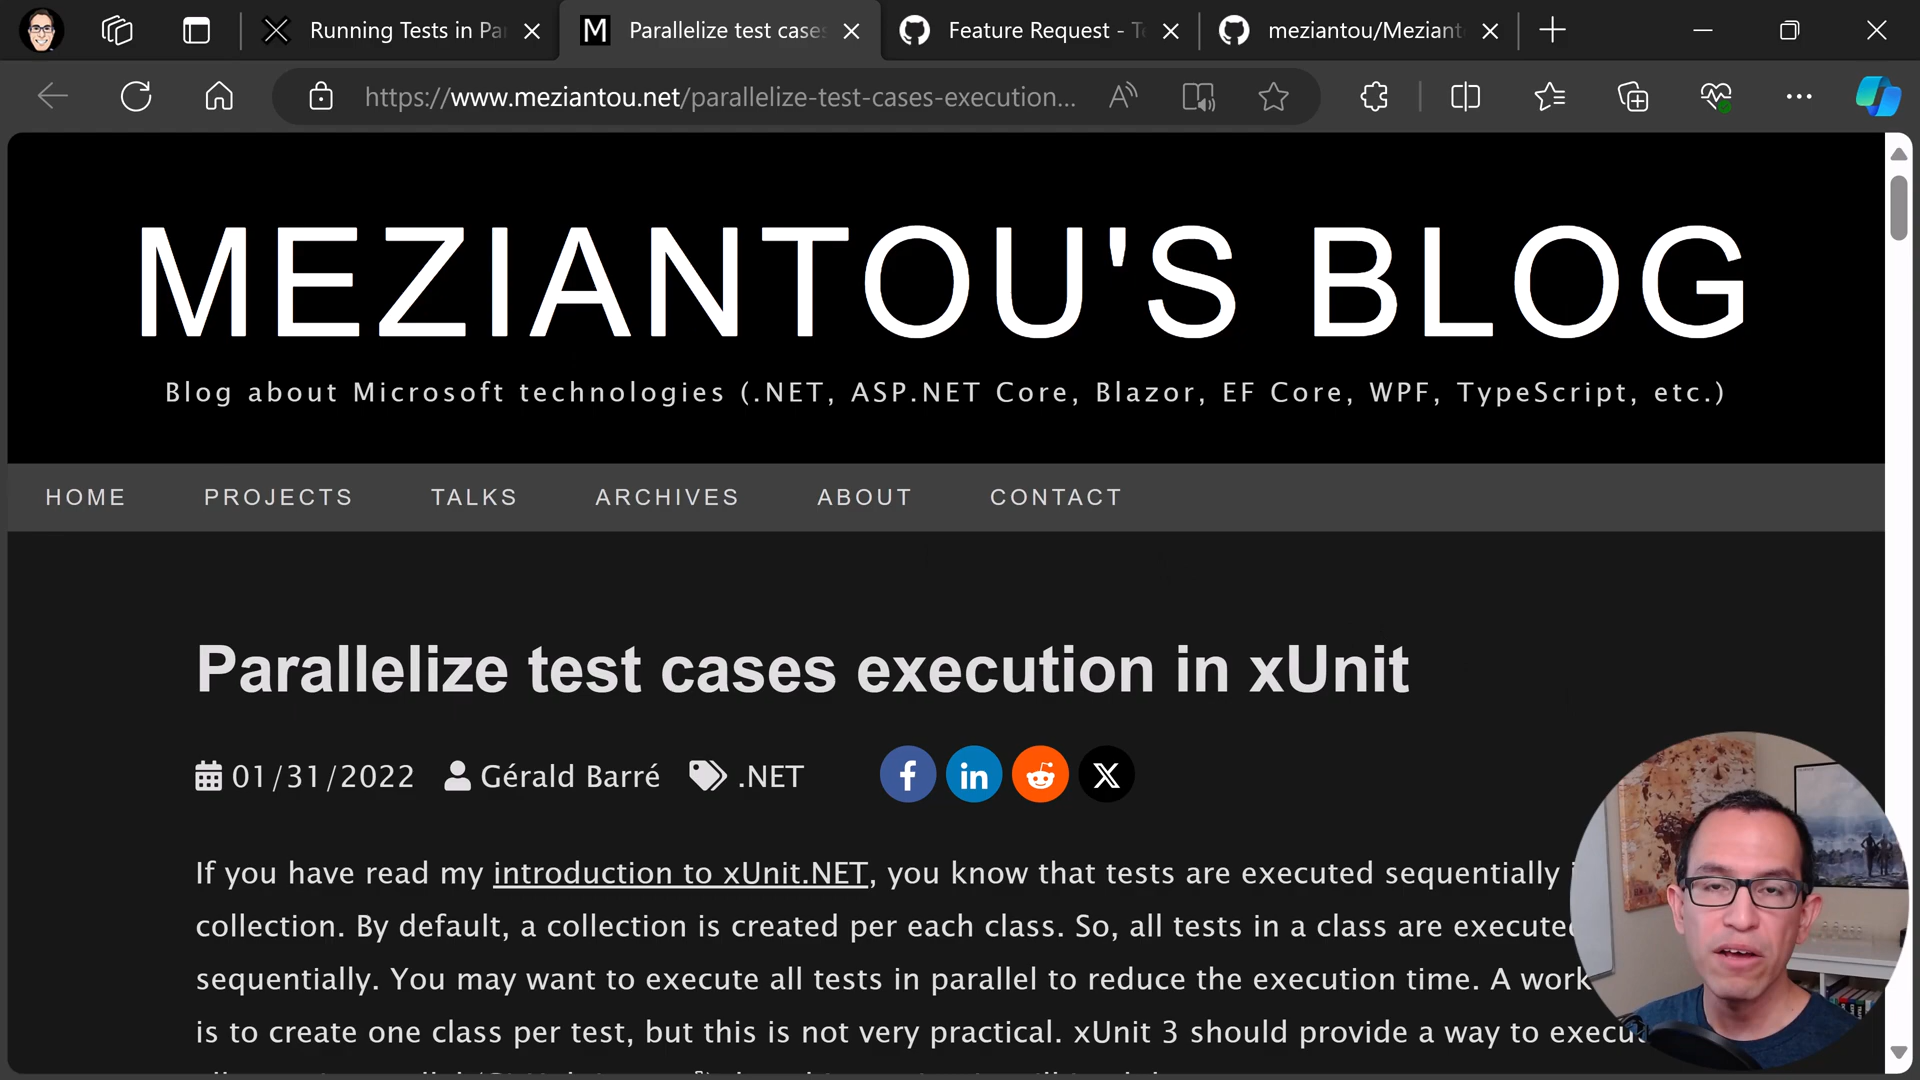 Running Tests in Pa
Parallelize test cases
Feature Request - Te
meziantou/Meziant
https://www.meziantou.net/parallelize-test-cases-execution...
MEZIANTOU'S BLOG
Blog about Microsoft technologies (.NET, ASP.NET Core, Blazor, EF Core, WPF, TypeScript, etc.)
HOME PROJECTS TALKS ARCHIVES ABOUT CONTACT
Parallelize test cases execution in xUnit
01/31/2022 Gérald Barré .NET
If you have read my introduction to xUnit.NET, you know that tests are executed sequentially
collection. By default, a collection is created per each class. So, all tests in a class are executed
sequentially. You may want to execute all tests in parallel to reduce the execution time. A work
is to create one class per test, but this is not very practical. xUnit 3 should provide a way to execu